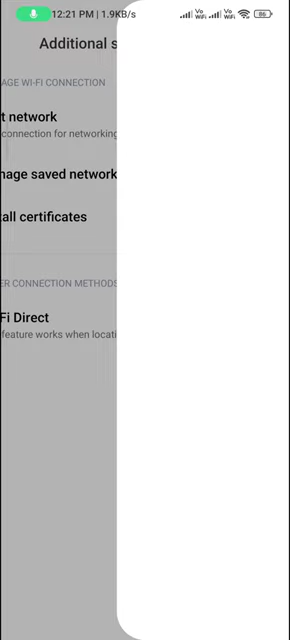 12:21 PM | 1.9KB/s
Vo
WiFi
Vo
WiFi
86
Additional s
AGE WI-FI CONNECTION
t network
connection for networking
nage saved network
tall certificates
ER CONNECTION METHODS
Fi Direct
feature works when locati